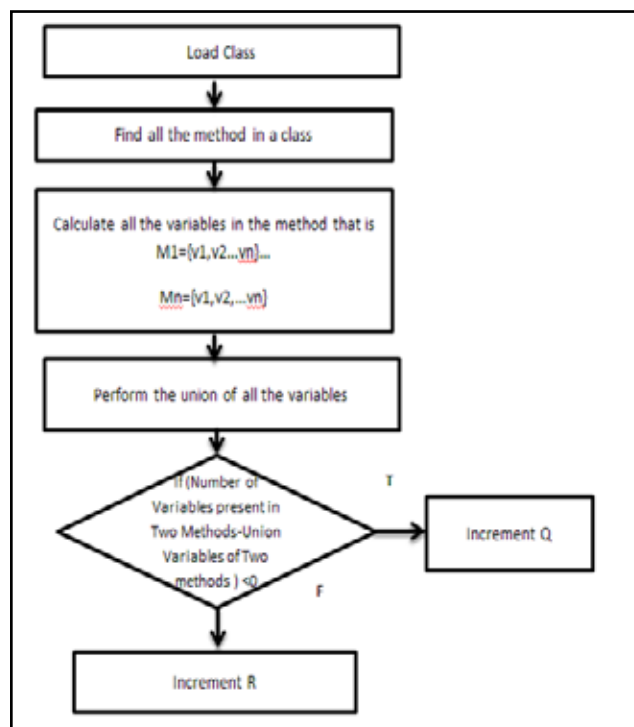 Load Class
Find all the method in a class
Calculate all the variables in the method that is
M1={v1,v2...vn}...
Mn={v1,v2,...vn}
Perform the union of all the variables
If (Number of
Variables present in
Two Methods-Union
Variables of Two
methods ) <0
T
Increment Q
F
Increment R